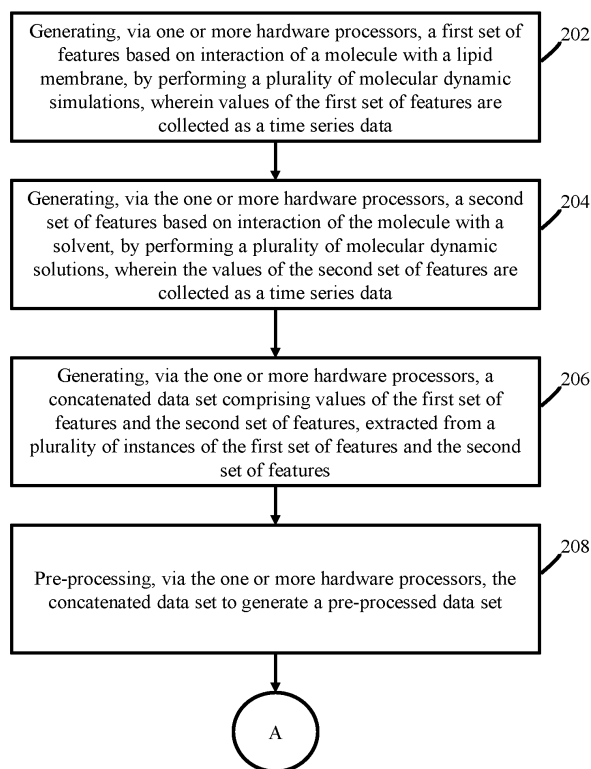 Generating, via one or more hardware processors, a first set of
features based on interaction of a molecule with a lipid
membrane, by performing a plurality of molecular dynamic
simulations, wherein values of the first set of features are
collected as a time series data
202
Generating, via the one or more hardware processors, a second
set of features based on interaction of the molecule with a
solvent, by performing a plurality of molecular dynamic
solutions, wherein the values of the second set of features are
collected as a time series data
204
Generating, via the one or more hardware processors, a
concatenated data set comprising values of the first set of
features and the second set of features, extracted from a
plurality of instances of the first set of features and the second
set of features
206
Pre-processing, via the one or more hardware processors, the
concatenated data set to generate a pre-processed data set
208
A